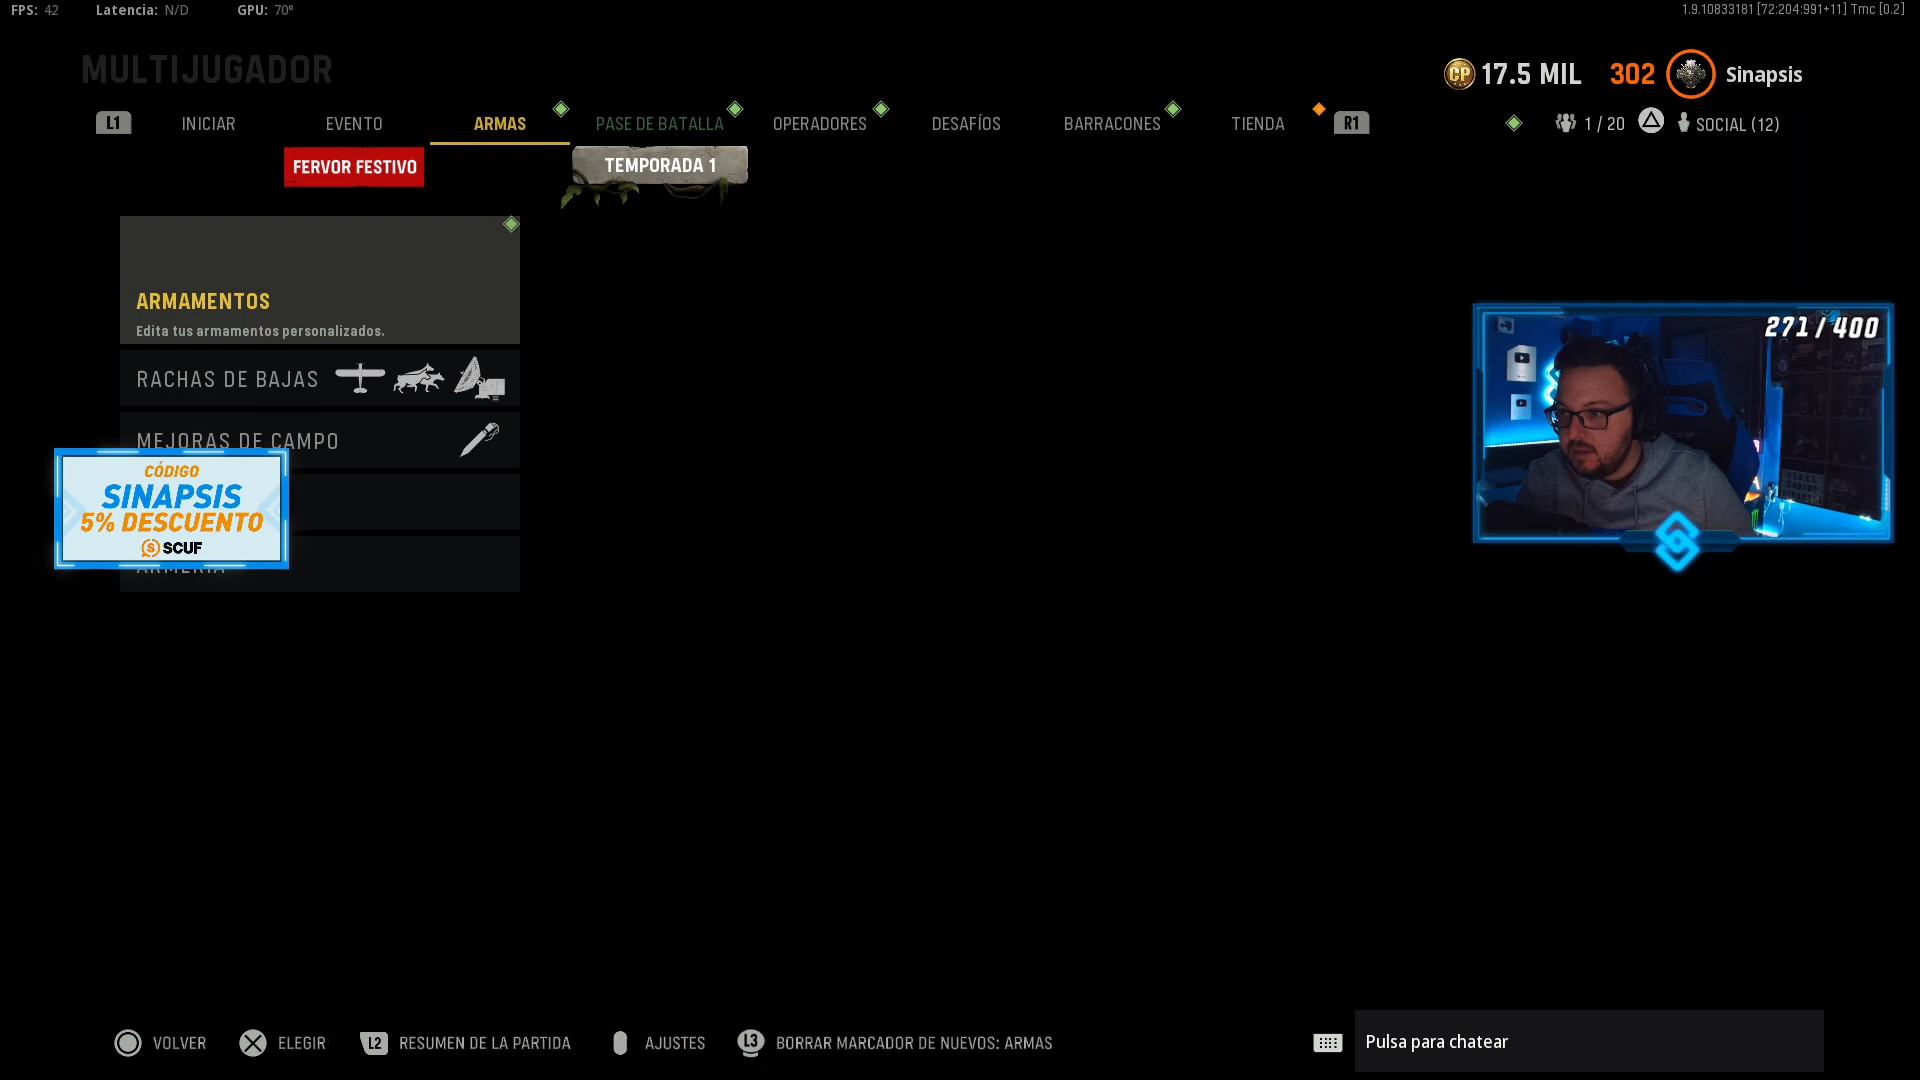 FPS: 42 Latencia: N/D GPU: 70°
1.9.10833181 [72:204:991+11] Tmc [0.2]
MULTIJUGADOR
CP 17.5 MIL 302 Sinapsis
L1 INICIAR EVENTO ARMAS PASE DE BATALLA OPERADORES DESAFÍOS BARRACONES TIENDA R1
1 / 20 SOCIAL (12)
FERVOR FESTIVO
TEMPORADA 1
ARMAMENTOS
Edita tus armamentos personalizados.
RACHAS DE BAJAS
MEJORAS DE CAMPO
CÓDIGO
SINAPSIS
5% DESCUENTO
SCUF
271 / 400
VOLVER ELEGIR L2 RESUMEN DE LA PARTIDA AJUSTES L3 BORRAR MARCADOR DE NUEVOS: ARMAS
Pulsa para chatear